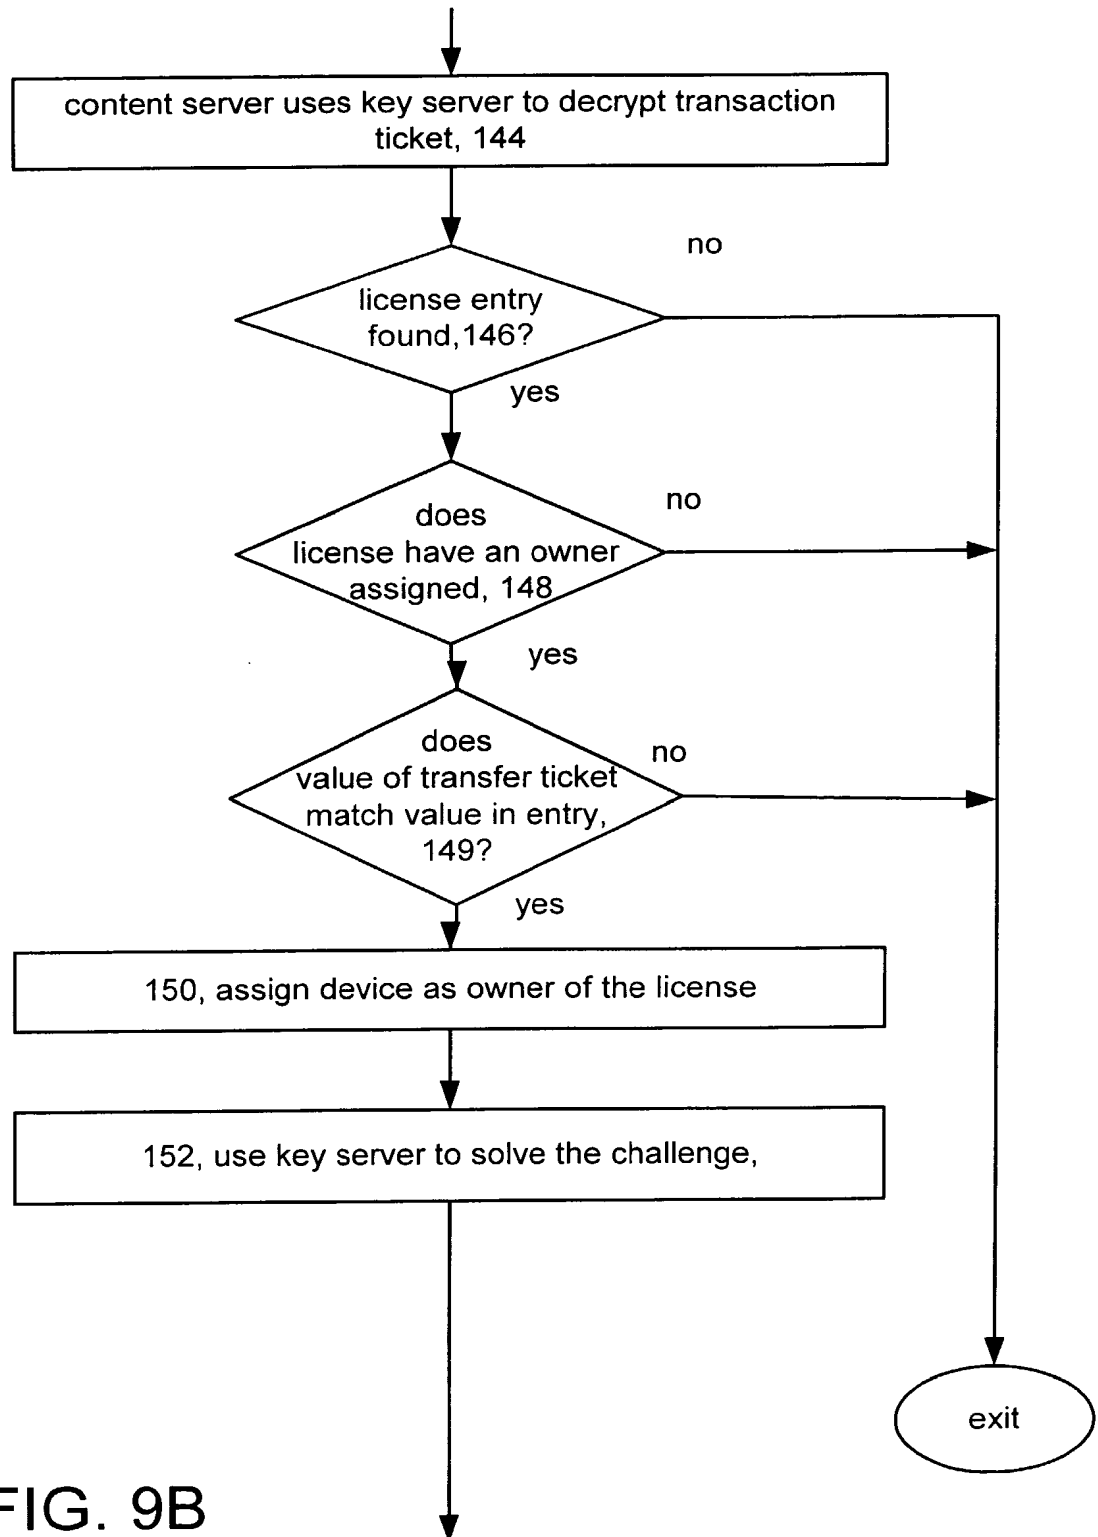 content server uses key server to decrypt transaction
ticket, 144
no
license entry
found,146?
yes
no
does
license have an owner
assigned, 148
yes
no
does
value of transfer ticket
match value in entry,
149?
yes
150, assign device as owner of the license
152, use key server to solve the challenge,
exit
FIG. 9B